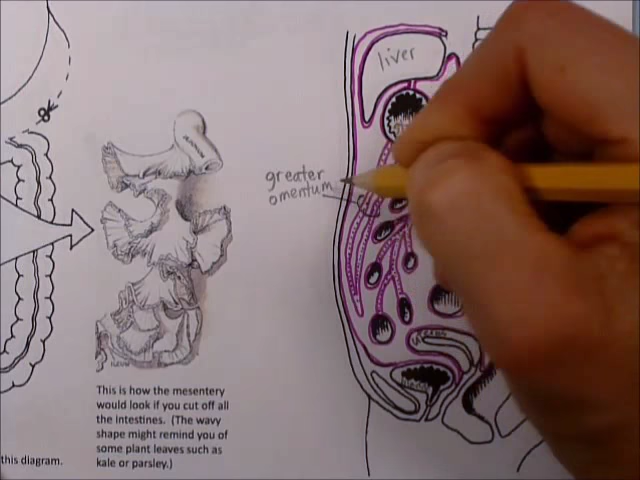 liver
greater
omentum
uterus
This is how the mesentery
would look if you cut off all
the intestines. (The wavy
shape might remind you of
some plant leaves such as
kale or parsley.)
this diagram.